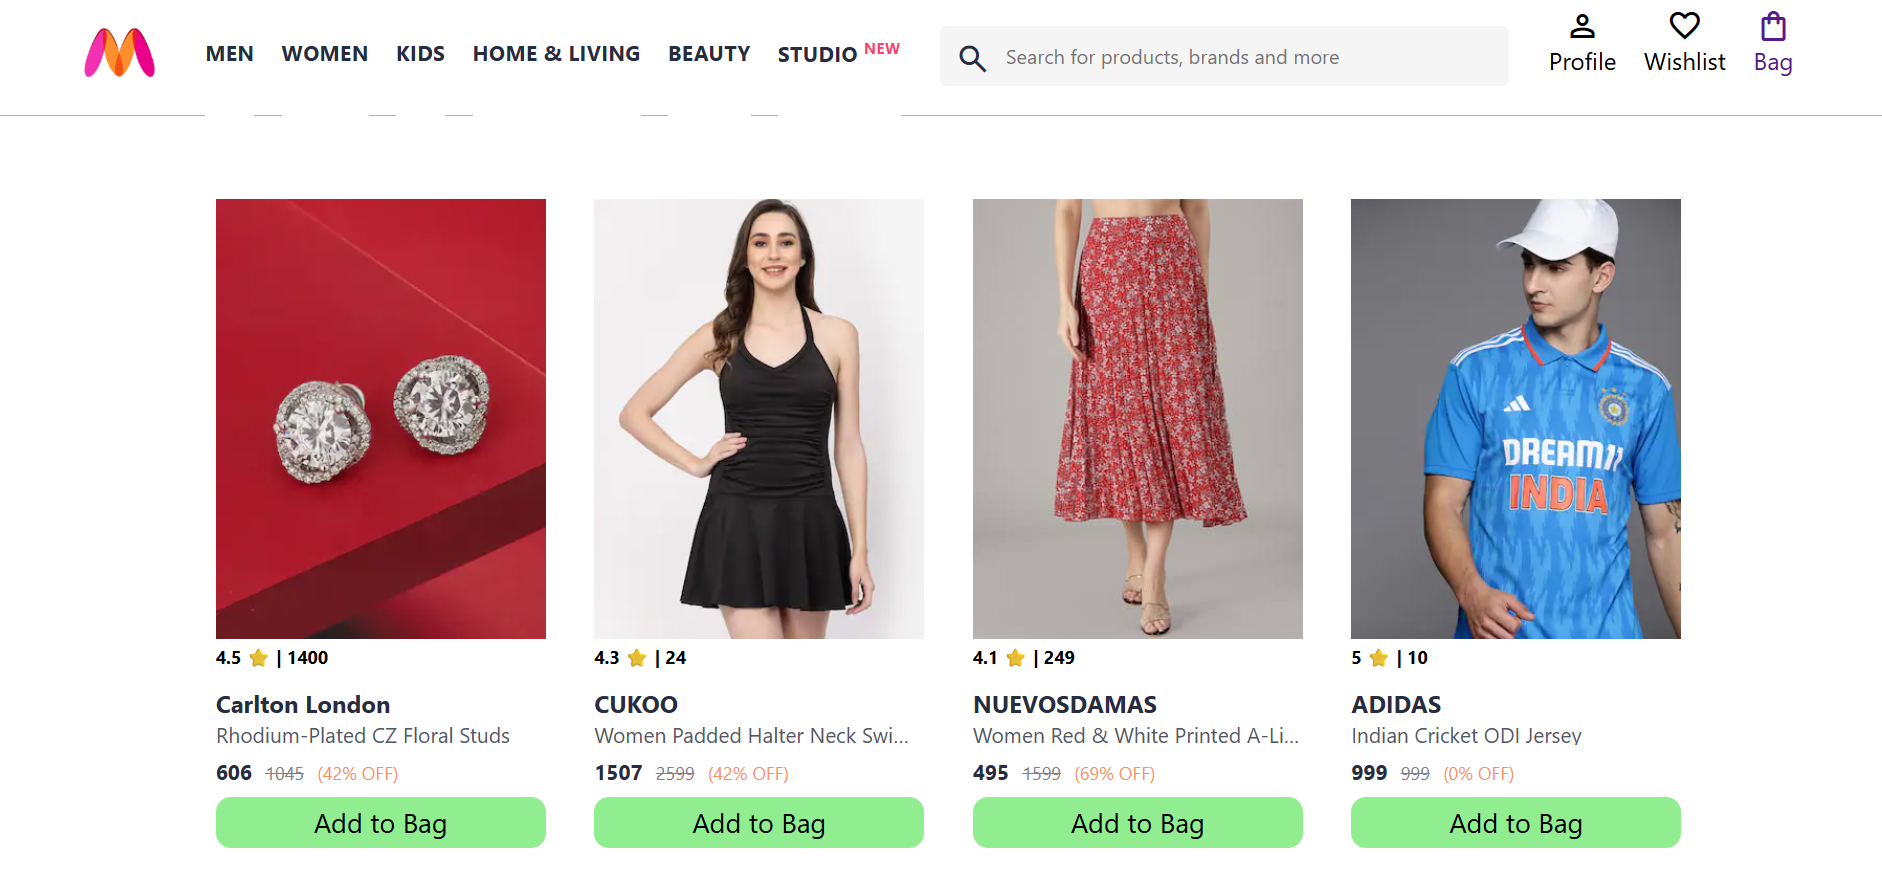 MEN WOMEN KIDS HOME & LIVING BEAUTY STUDIO NEW
Search for products, brands and more
Profile Wishlist Bag
DREAM11
INDIA
4.5 ⭐ | 1400
Carlton London
Rhodium-Plated CZ Floral Studs
606 1045 (42% OFF)
Add to Bag
4.3 ⭐ | 24
CUKOO
Women Padded Halter Neck Swi...
1507 2599 (42% OFF)
Add to Bag
4.1 ⭐ | 249
NUEVOSDAMAS
Women Red & White Printed A-Li...
495 1599 (69% OFF)
Add to Bag
5 ⭐ | 10
ADIDAS
Indian Cricket ODI Jersey
999 999 (0% OFF)
Add to Bag